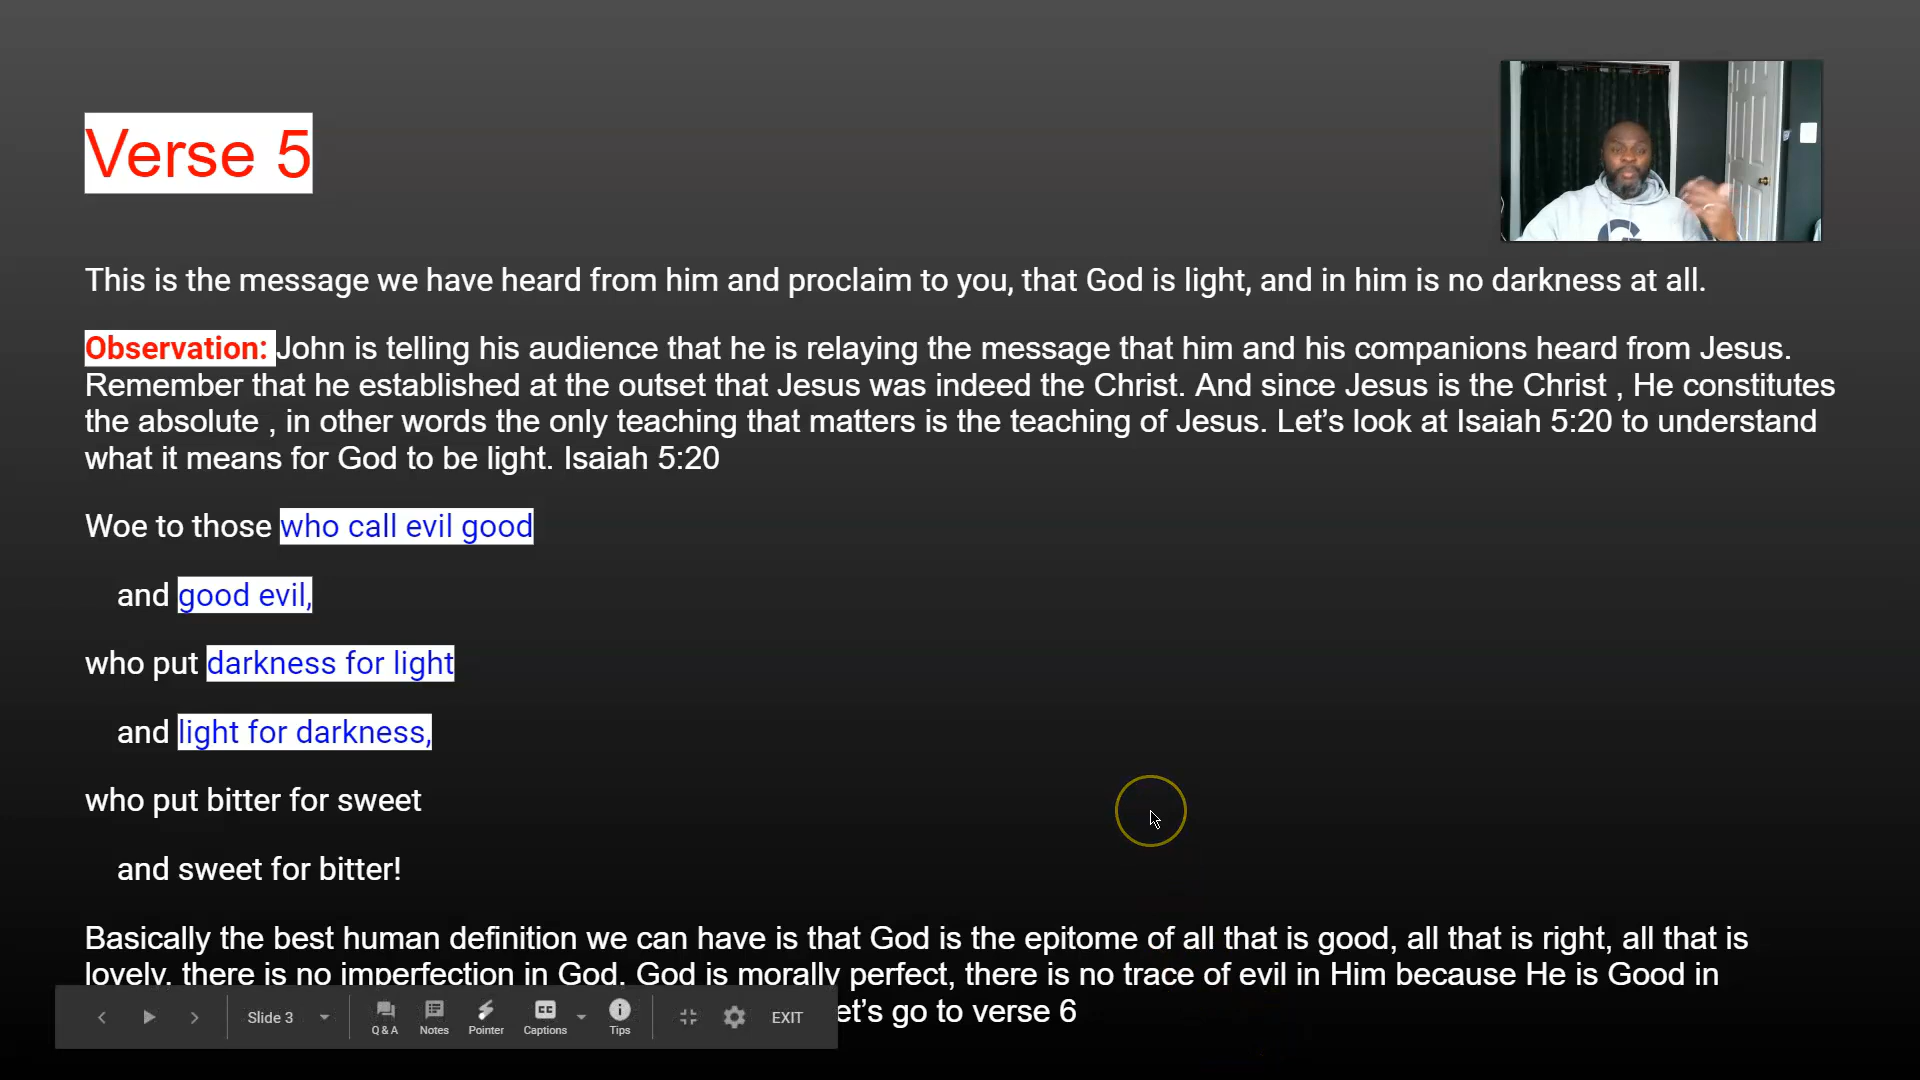 Verse 5
This is the message we have heard from him and proclaim to you, that God is light, and in him is no darkness at all.
Observation: John is telling his audience that he is relaying the message that him and his companions heard from Jesus.
Remember that he established at the outset that Jesus was indeed the Christ. And since Jesus is the Christ , He constitutes
the absolute , in other words the only teaching that matters is the teaching of Jesus. Let’s look at Isaiah 5:20 to understand
what it means for God to be light. Isaiah 5:20
Woe to those who call evil good
and good evil,
who put darkness for light
and light for darkness,
who put bitter for sweet
and sweet for bitter!
Basically the best human definition we can have is that God is the epitome of all that is good, all that is right, all that is
lovely, there is no imperfection in God. God is morally perfect, there is no trace of evil in Him because He is Good in
et’s go to verse 6
Slide 3
Q & A
Notes
Pointer
CC
Captions
Tips
EXIT